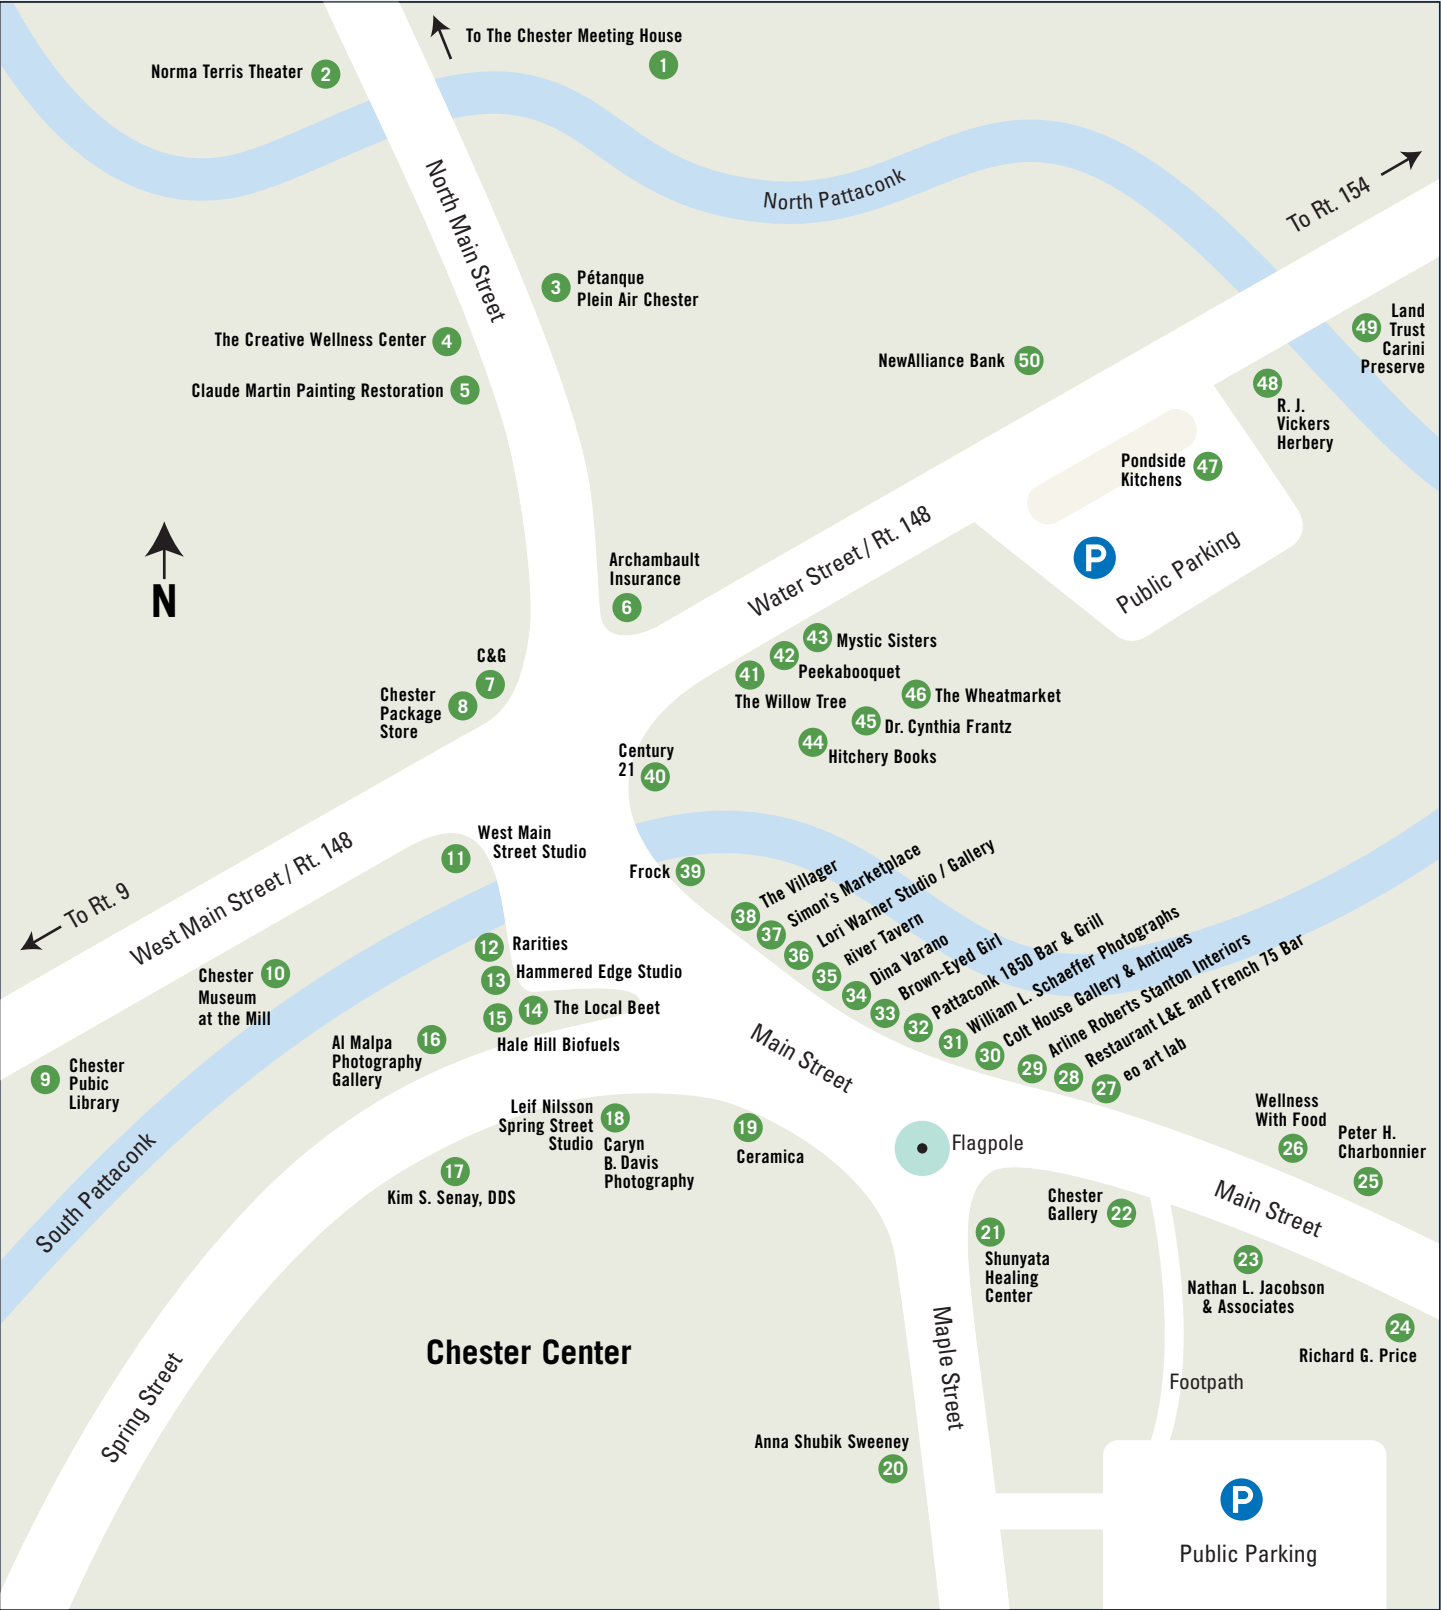 To The Chester Meeting House
1
Norma Terris Theater
2
North Main Street
North Pattaconk
To Rt. 154
3
Pétanque
Plein Air Chester
The Creative Wellness Center
4
Claude Martin Painting Restoration
5
NewAlliance Bank
50
49
Land
Trust
Carini
Preserve
48
R. J.
Vickers
Herbery
Pondside
Kitchens
47
P
Public Parking
Water Street / Rt. 148
N
Archambault
Insurance
6
C&G
7
Chester
Package
Store
8
43
Mystic Sisters
42
Peekabooquet
41
The Willow Tree
46
The Wheatmarket
45
Dr. Cynthia Frantz
44
Hitchery Books
Century
21
40
West Main
Street Studio
11
West Main Street / Rt. 148
To Rt. 9
Frock
39
38
The Villager
37
Simon's Marketplace
36
Lori Warner Studio / Gallery
35
River Tavern
34
Dina Varano
33
Brown-Eyed Girl
32
Pattaconk 1850 Bar & Grill
31
William L. Schaeffer Photographs
30
Colt House Gallery & Antiques
29
Arline Roberts Stanton Interiors
28
Restaurant L&E and French 75 Bar
27
eo art lab
12
Rarities
13
Hammered Edge Studio
14
The Local Beet
15
Hale Hill Biofuels
Chester
Museum
at the Mill
10
Al Malpa
Photography
Gallery
16
9
Chester
Pubic
Library
Main Street
Leif Nilsson
Spring Street
Studio
18
Caryn
B. Davis
Photography
19
Ceramica
17
Kim S. Senay, DDS
South Pattaconk
Flagpole
Wellness
With Food
26
Peter H.
Charbonnier
25
Main Street
Chester
Gallery
22
21
Shunyata
Healing
Center
23
Nathan L. Jacobson
& Associates
24
Richard G. Price
Chester Center
Spring Street
Maple Street
Footpath
Anna Shubik Sweeney
20
P
Public Parking